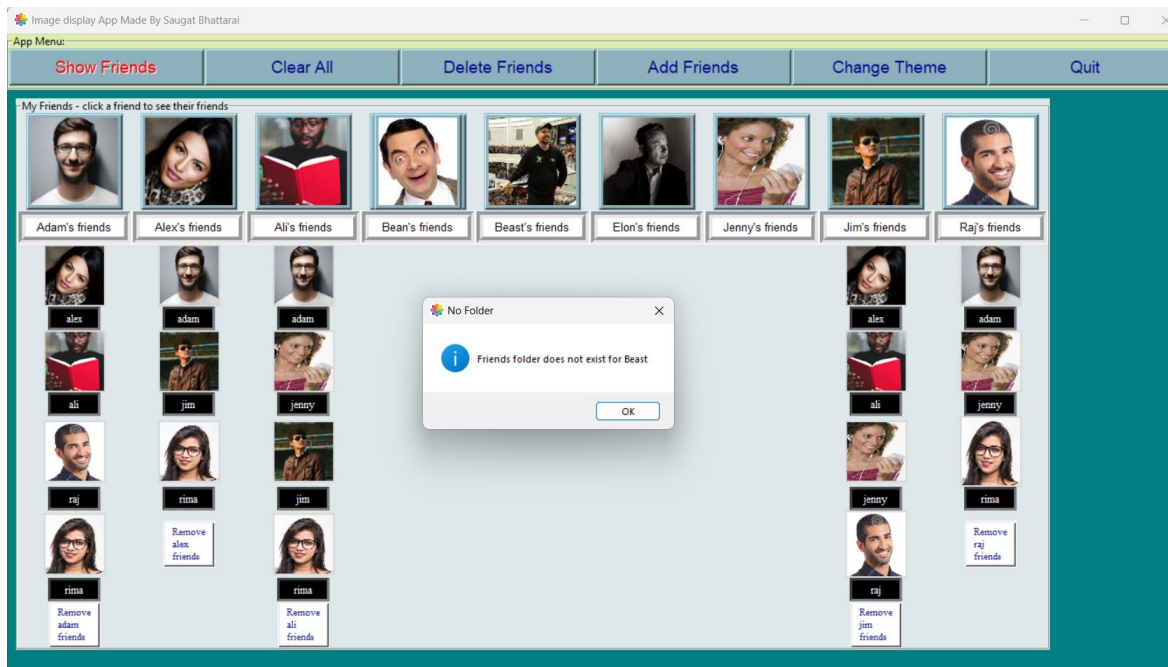 Image display App Made By Saugat Bhattarai
App Menu:
Show Friends
Clear All
Delete Friends
Add Friends
Change Theme
Quit
My Friends - click a friend to see their friends
Adam's friends
Alex's friends
Ali's friends
Bean's friends
Beast's friends
Elon's friends
Jenny's friends
Jim's friends
Raj's friends
alex
adam
adam
alex
adam
No Folder
Friends folder does not exist for Beast
OK
ali
jim
jenny
ali
jenny
raj
rima
jim
jenny
rima
Remove
alex
friends
Remove
raj
friends
rima
rima
raj
Remove
adam
friends
Remove
ali
friends
Remove
jim
friends